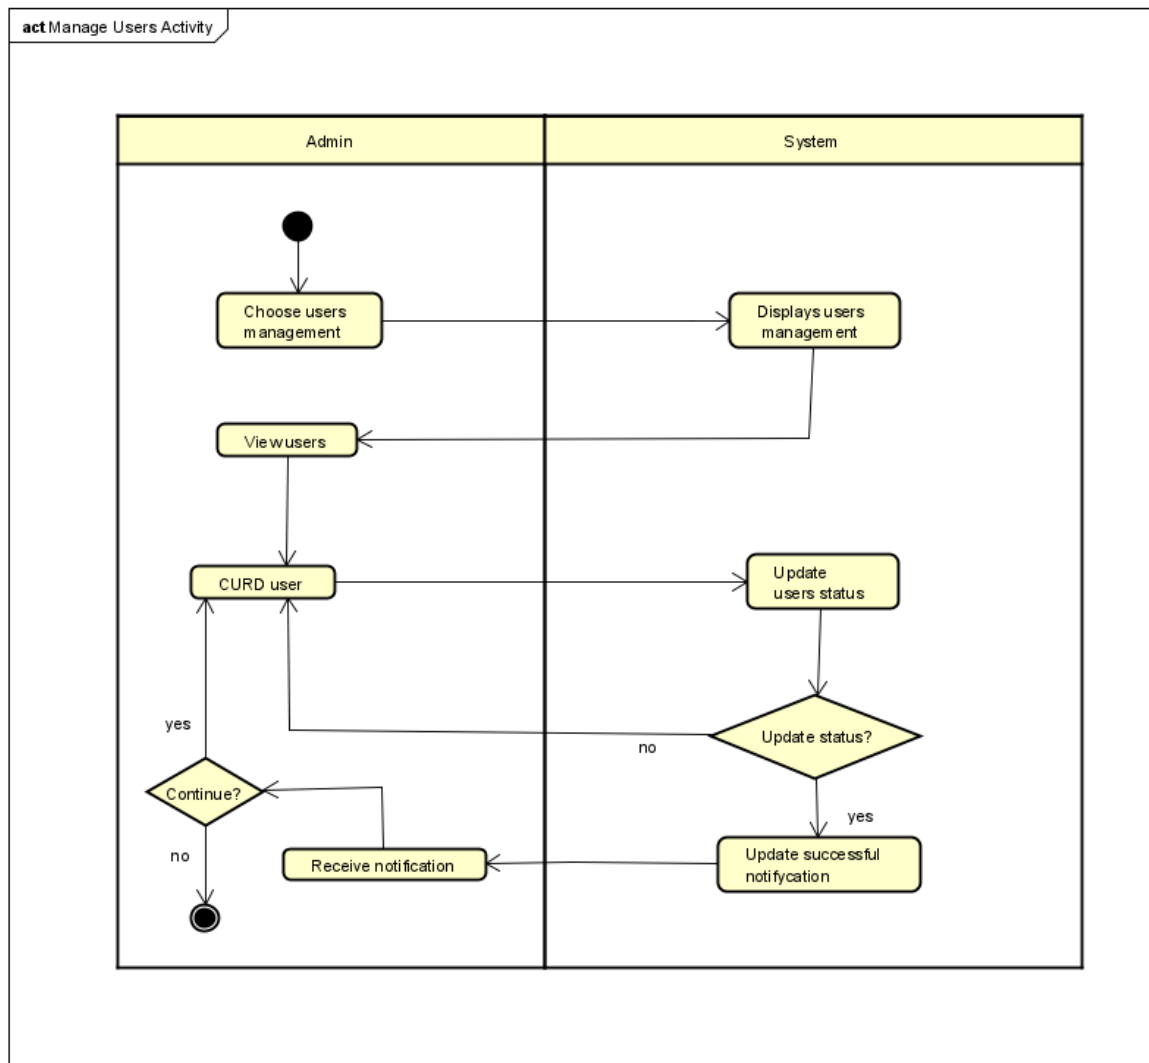 act Manage Users Activity
Admin
System
Choose users
management
Displays users
management
View users
CURD user
Update
users status
yes
Update status?
no
Continue?
yes
no
Receive notification
Update successful
notifycation